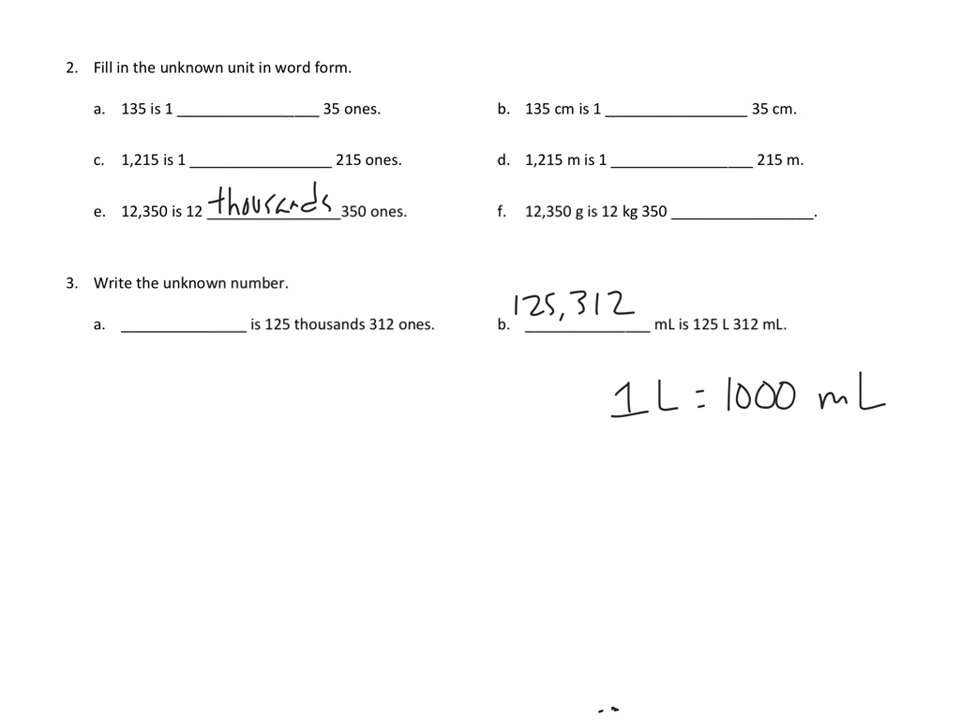 2. Fill in the unknown unit in word form.
a. 135 is 1 ________________ 35 ones.
b. 135 cm is 1 ________________ 35 cm.
c. 1,215 is 1 ________________ 215 ones.
d. 1,215 m is 1 ________________ 215 m.
e. 12,350 is 12 thousands 350 ones.
f. 12,350 g is 12 kg 350 ________________.
3. Write the unknown number.
a. ______________ is 125 thousands 312 ones.
b. 125,312 mL is 125 L 312 mL.
1 L = 1000 mL